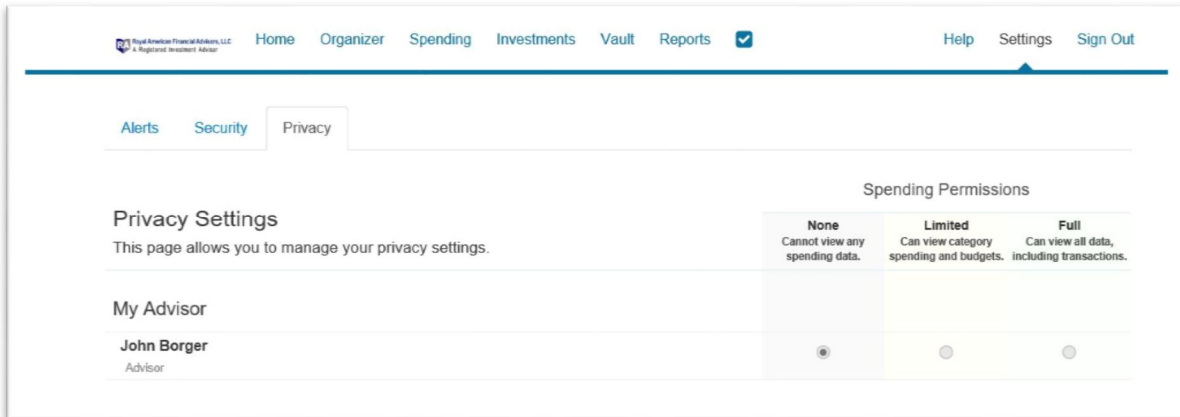 Royal American Financial Advisors, LLC
A Registered Investment Advisor
Home Organizer Spending Investments Vault Reports Help Settings Sign Out
Alerts Security Privacy
Spending Permissions
Privacy Settings
This page allows you to manage your privacy settings.
None Limited Full
Cannot view any Can view category Can view all data,
spending data. spending and budgets. including transactions.
My Advisor
John Borger
Advisor